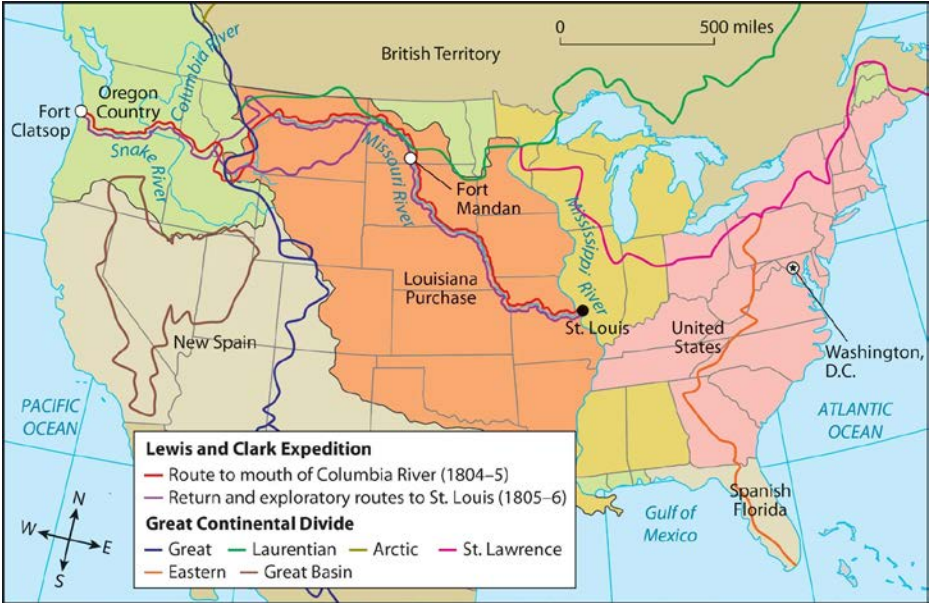 0 500 miles
British Territory
Columbia River
Oregon
Country
Fort
Clatsop
Snake River
Missouri River
Fort
Mandan
Mississippi River
Louisiana
Purchase
St. Louis
United
States
New Spain
Washington,
D.C.
PACIFIC
OCEAN
ATLANTIC
OCEAN
Spanish
Florida
Gulf of
Mexico
N
W E
S
Lewis and Clark Expedition
Route to mouth of Columbia River (1804–5)
Return and exploratory routes to St. Louis (1805–6)
Great Continental Divide
Great Laurentian Arctic St. Lawrence
Eastern Great Basin